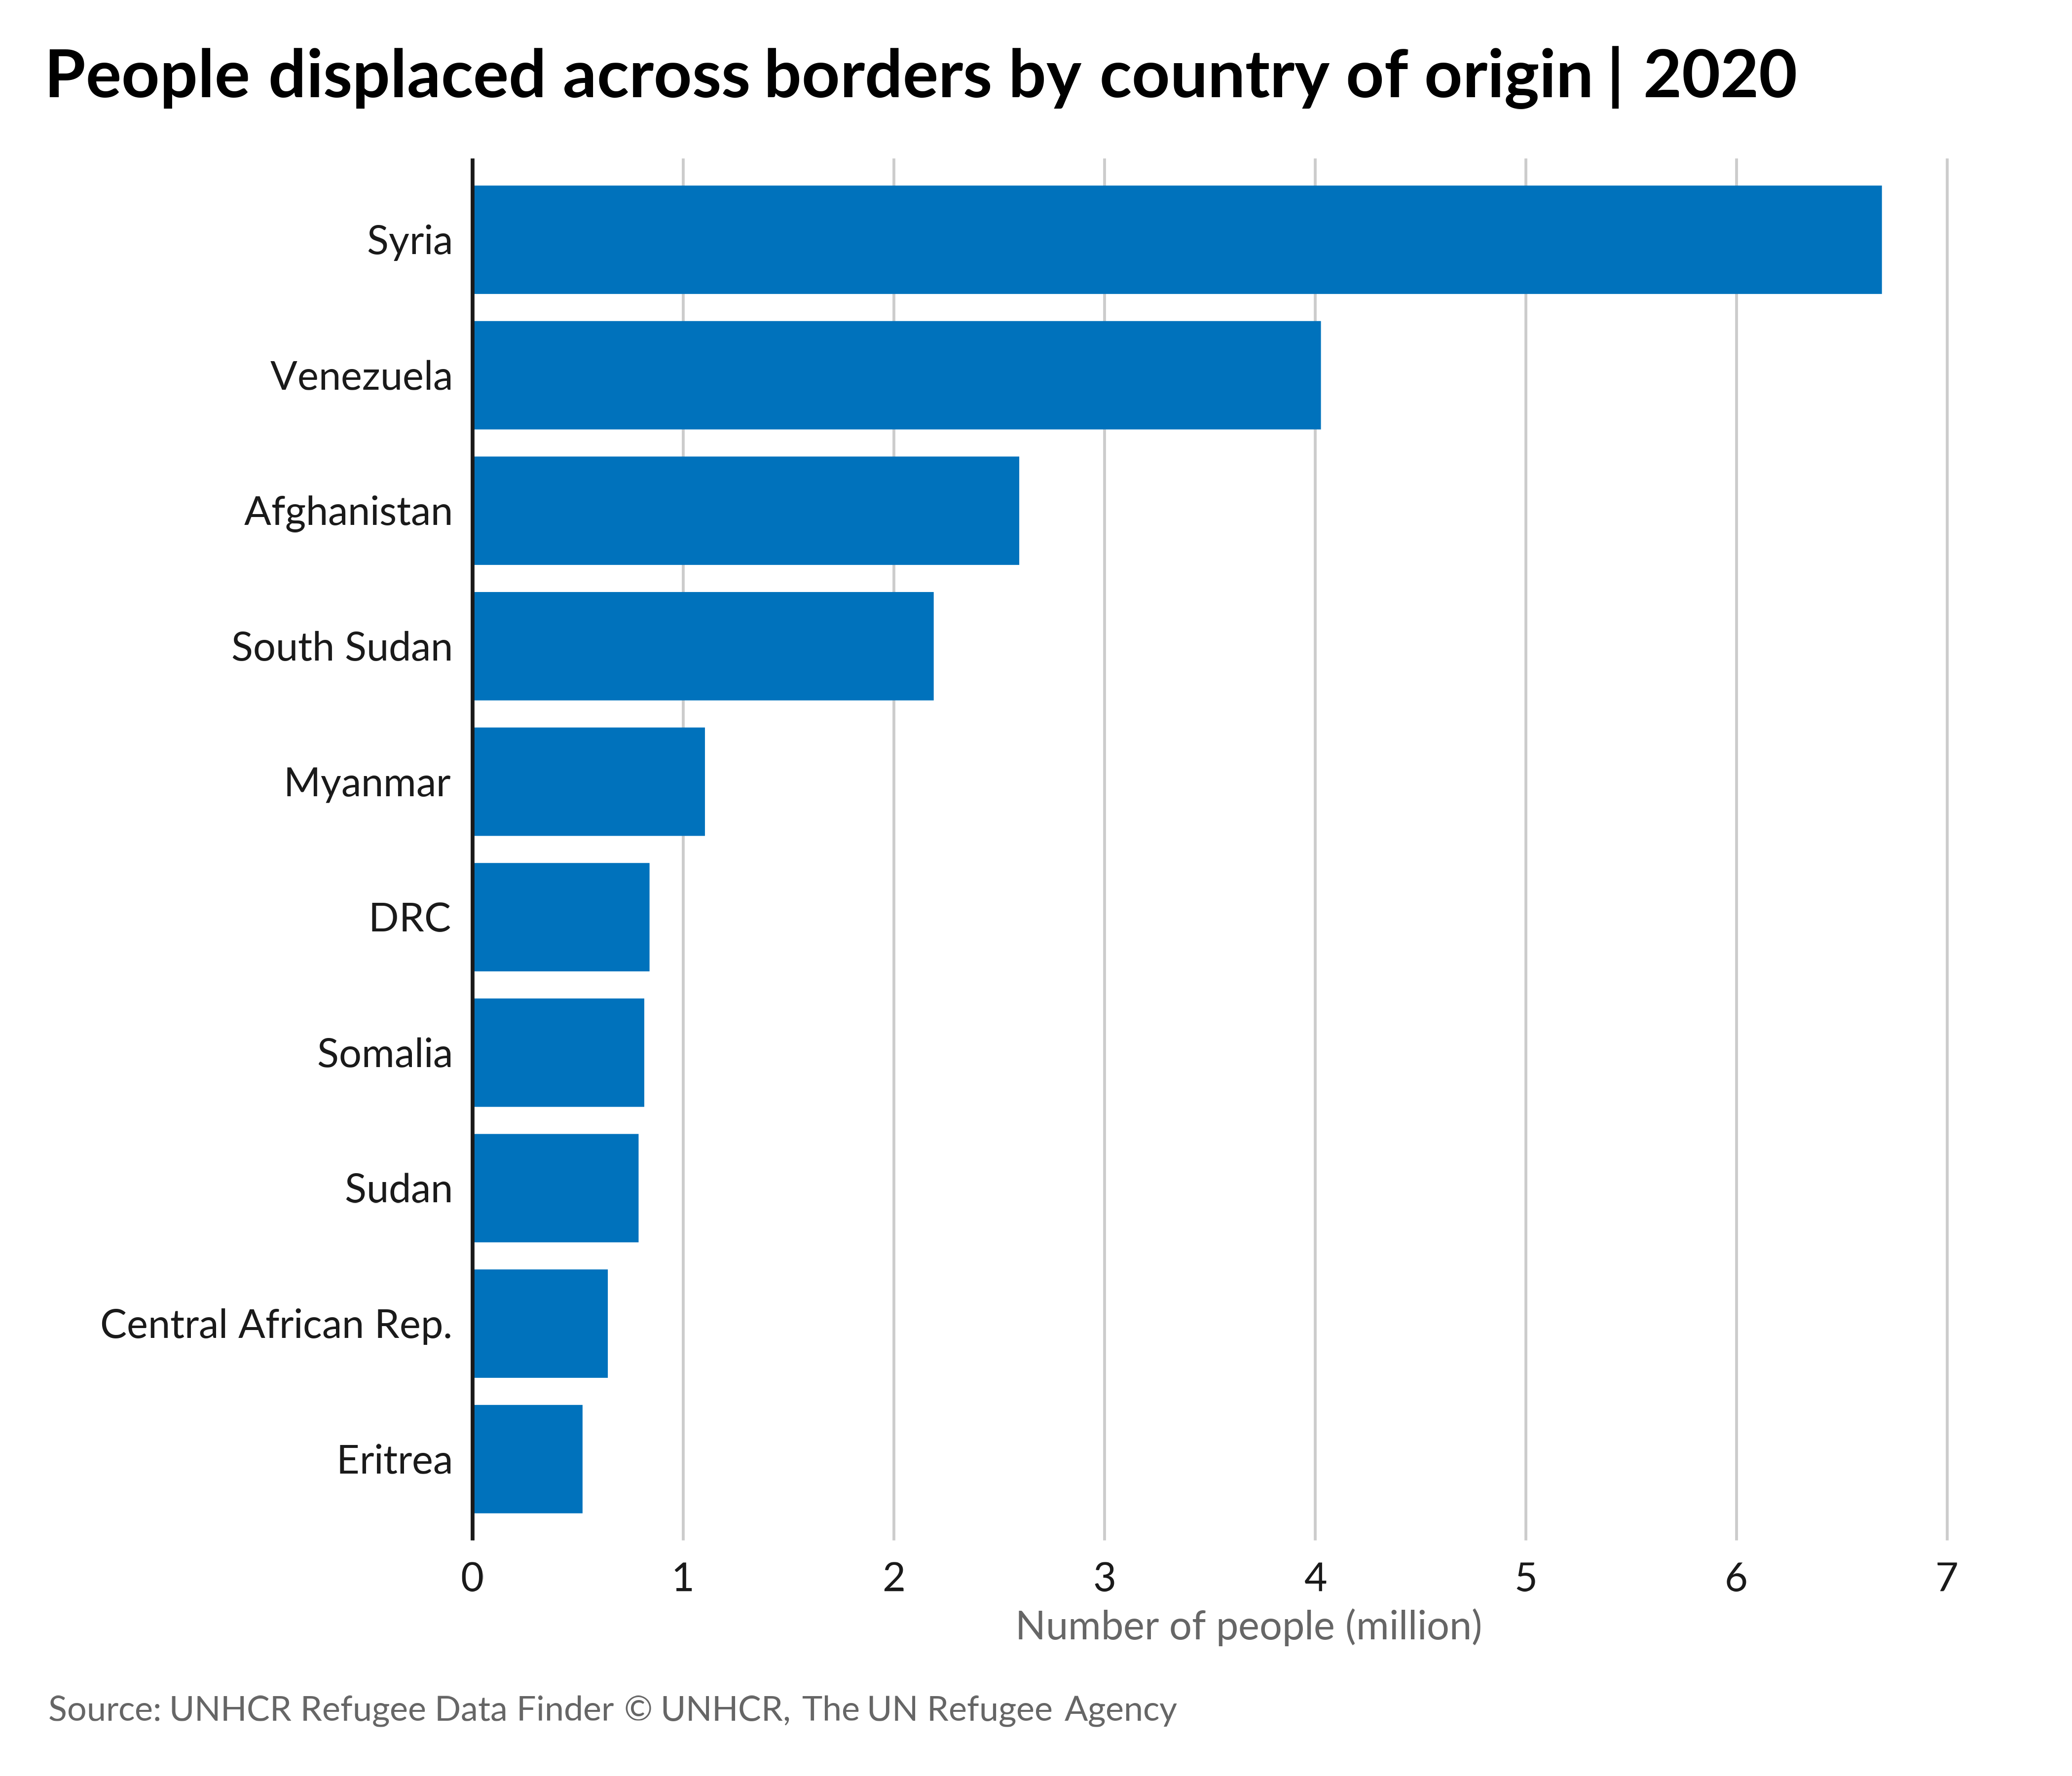 People displaced across borders by country of origin | 2020
Syria
Venezuela
Afghanistan
South Sudan
Myanmar
DRC
Somalia
Sudan
Central African Rep.
Eritrea
0 1 2 3 4 5 6 7
Number of people (million)
Source: UNHCR Refugee Data Finder © UNHCR, The UN Refugee Agency